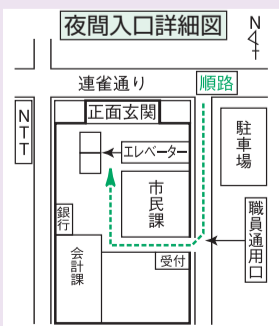 夜間入口詳細図
N
連雀通り
順路
NTT
正面玄関
駐車場
エレベーター
市民課
銀行
職員通用口
会計課
受付